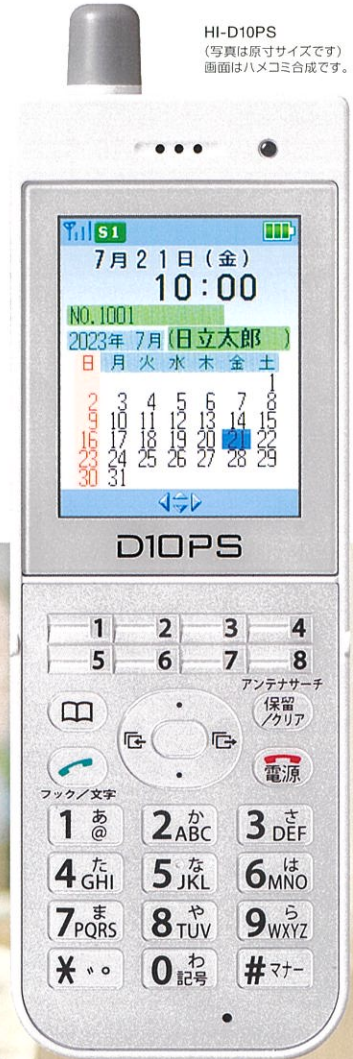 HI-D10PS
(写真は原寸サイズです)
画面はハメコミ合成です。
S1
7月21日(金)
10:00
NO.1001
2023年 7月(日立太郎 )
日 月 火 水 木 金 土
1
2 3 4 5 6 7 8
9 10 11 12 13 14 15
16 17 18 19 20 21 22
23 24 25 26 27 28 29
30 31
D10PS
1 2 3 4
5 6 7 8
アンテナサーチ
保留
/クリア
電源
フック/文字
1 あ @ 2 か ABC 3 さ DEF
4 た GHI 5 な JKL 6 は MNO
7 ま PQRS 8 や TUV 9 ら WXYZ
* ゛゜ 0 わ 記号 # マナー